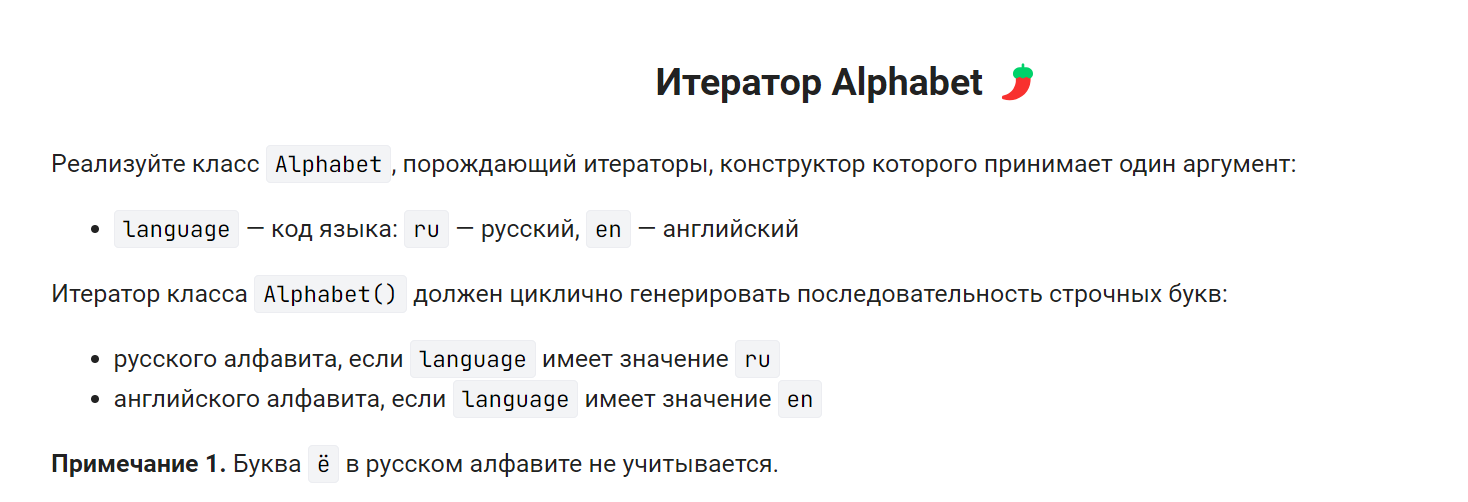 Итератор Alphabet 🌶️
Реализуйте класс Alphabet, порождающий итераторы, конструктор которого принимает один аргумент:
• language — код языка: ru — русский, en — английский
Итератор класса Alphabet() должен циклично генерировать последовательность строчных букв:
• русского алфавита, если language имеет значение ru
• английского алфавита, если language имеет значение en
Примечание 1. Буква ё в русском алфавите не учитывается.